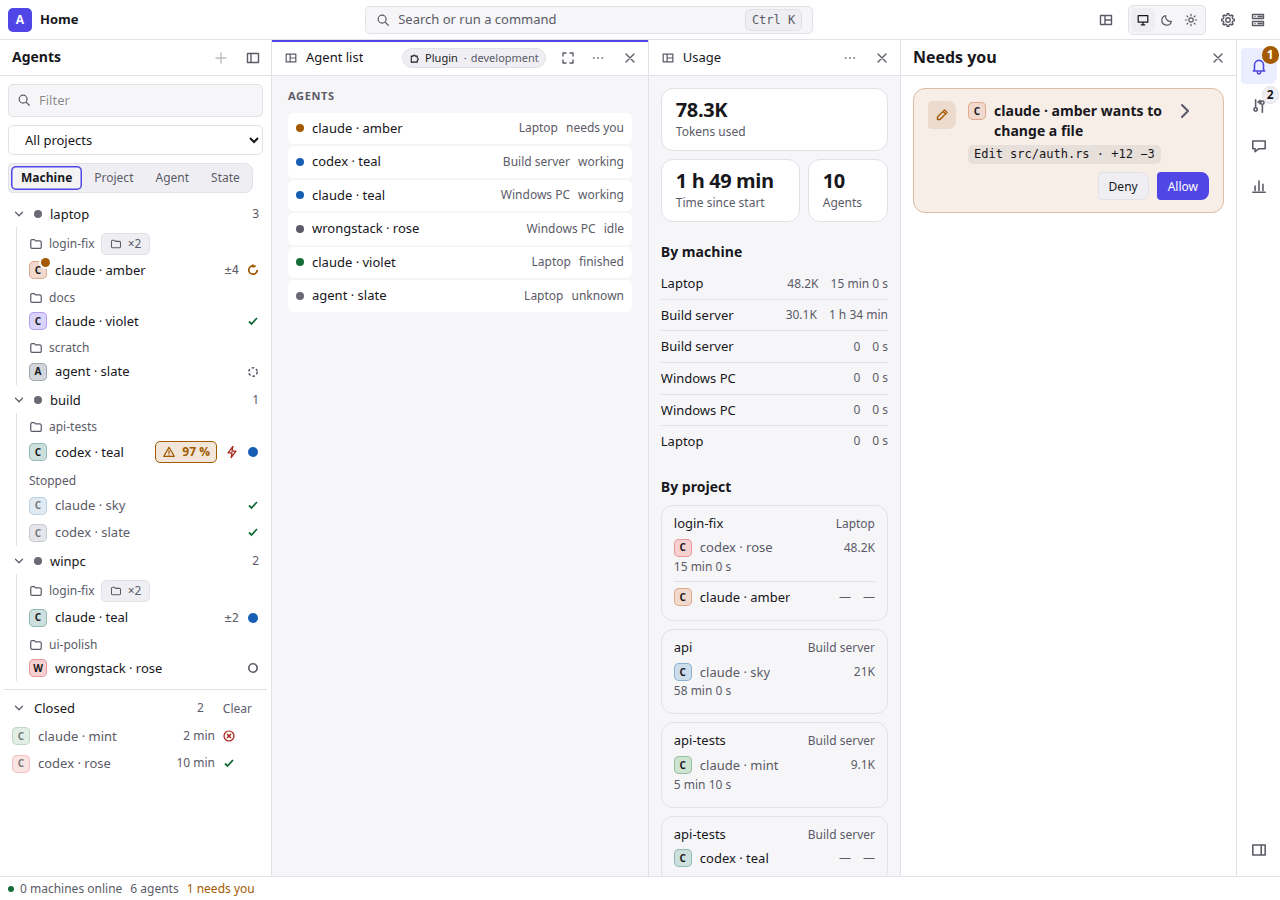 A Home
Search or run a command Ctrl K
Agents
Filter
All projects
Machine Project Agent State
laptop 3
login-fix ×2
C claude · amber ±4
docs
C claude · violet
scratch
A agent · slate
build 1
api-tests
C codex · teal 97 %
Stopped
C claude · sky
C codex · slate
winpc 2
login-fix ×2
C claude · teal ±2
ui-polish
W wrongstack · rose
Closed 2 Clear
C claude · mint 2 min
C codex · rose 10 min
Agent list Plugin · development
AGENTS
claude · amber Laptop needs you
codex · teal Build server working
claude · teal Windows PC working
wrongstack · rose Windows PC idle
claude · violet Laptop finished
agent · slate Laptop unknown
Usage
78.3K
Tokens used
1 h 49 min
Time since start
10
Agents
By machine
Laptop 48.2K 15 min 0 s
Build server 30.1K 1 h 34 min
Build server 0 0 s
Windows PC 0 0 s
Windows PC 0 0 s
Laptop 0 0 s
By project
login-fix Laptop
C codex · rose 48.2K
15 min 0 s
C claude · amber — —
api Build server
C claude · sky 21K
58 min 0 s
api-tests Build server
C claude · mint 9.1K
5 min 10 s
api-tests Build server
C codex · teal — —
Needs you
C claude · amber wants to
change a file
Edit src/auth.rs · +12 −3
Deny Allow
1
2
0 machines online 6 agents 1 needs you